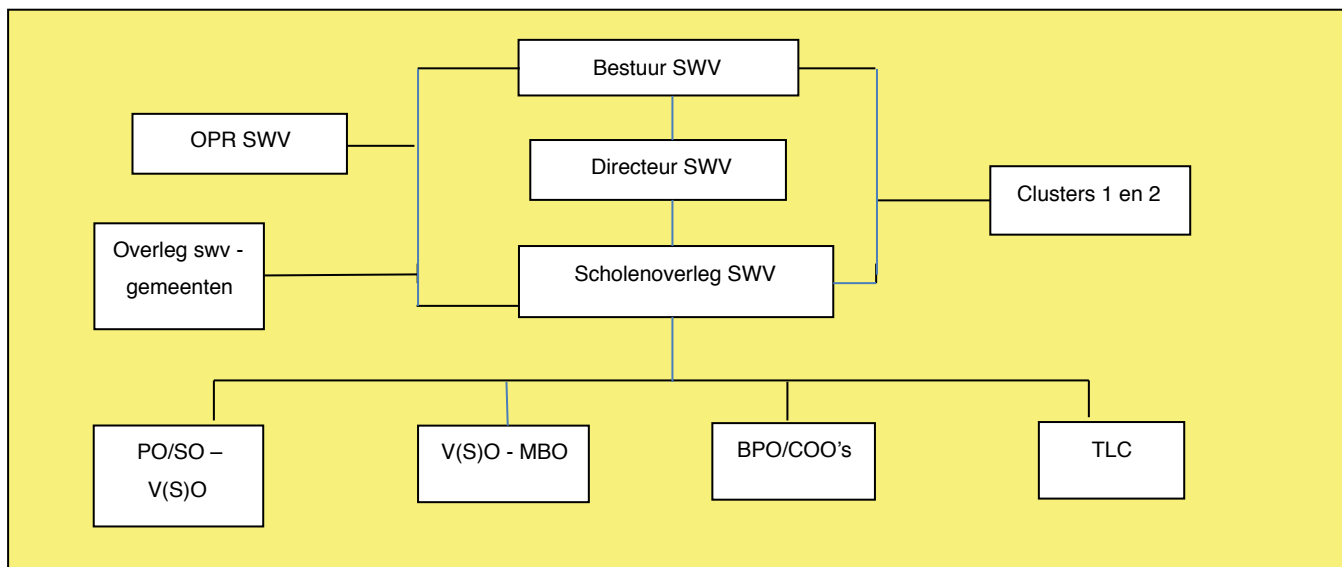 Bestuur SWV
OPR SWV
Directeur SWV
Clusters 1 en 2
Overleg swv -
gemeenten
Scholenoverleg SWV
PO/SO –
V(S)O
V(S)O - MBO
BPO/COO’s
TLC